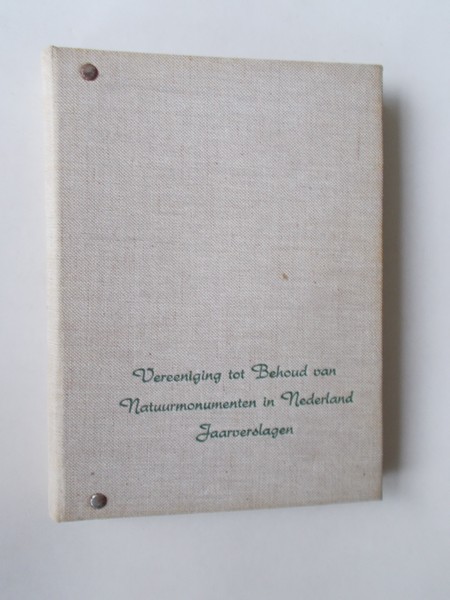 Vereeniging tot Behoud van
Natuurmonumenten in Nederland
Jaarverslagen